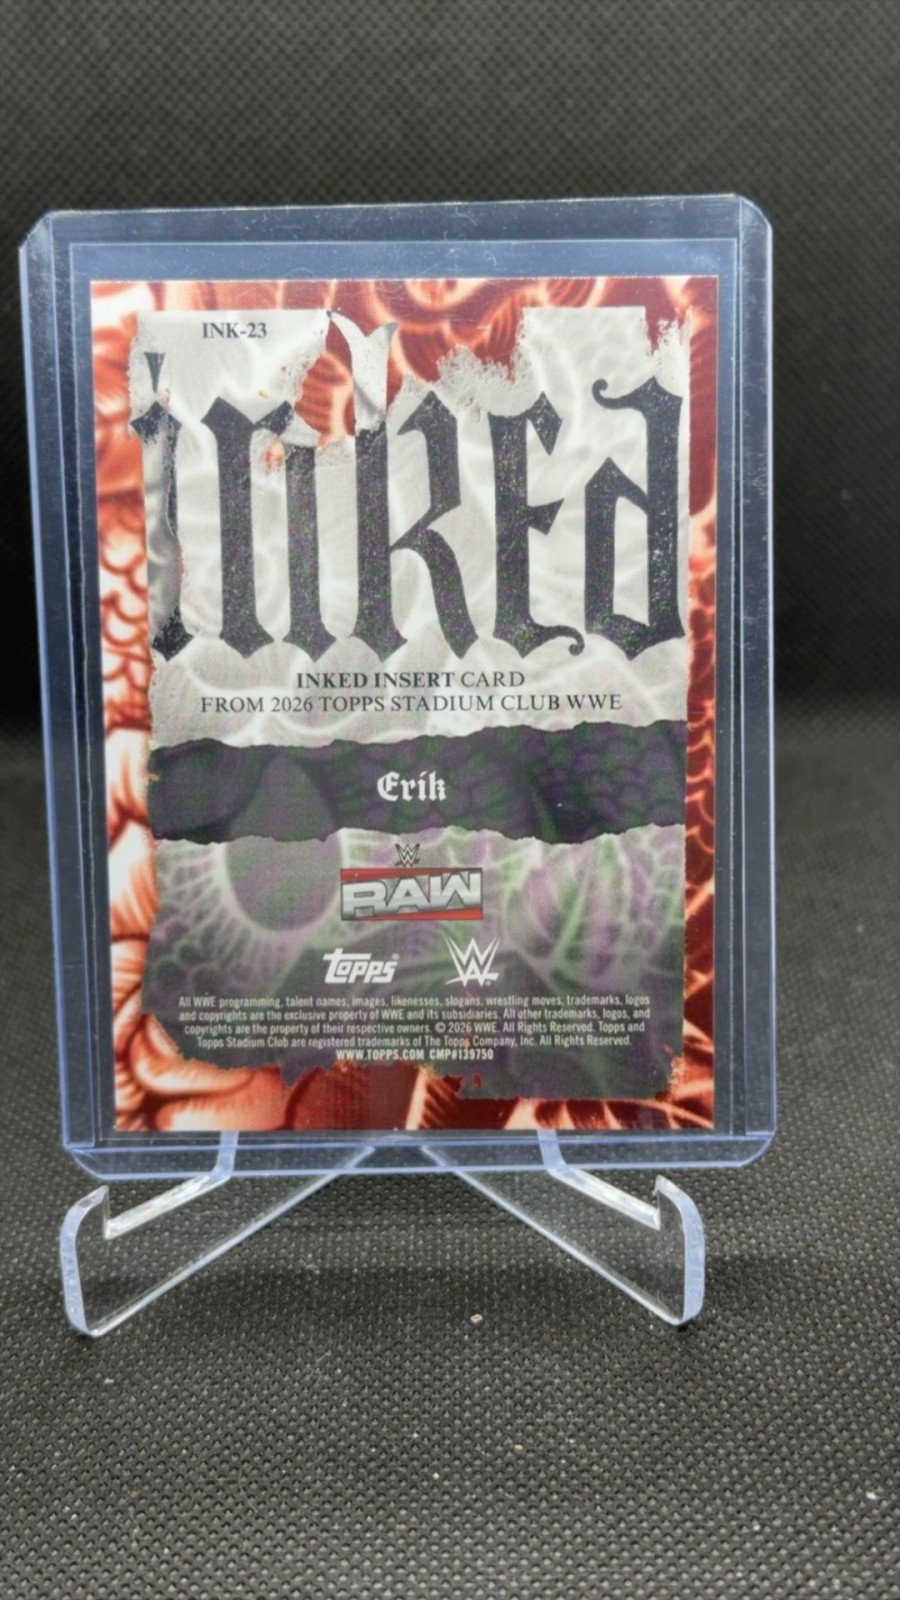 INK-23
inked
INKED INSERT CARD
FROM 2026 TOPPS STADIUM CLUB WWE
Erik
W
RAW
topps W
All WWE programming, talent names, images, likenesses, slogans, wrestling moves, trademarks, logos
and copyrights are the exclusive property of WWE and its subsidiaries. All other trademarks, logos, and
copyrights are the property of their respective owners. © 2026 WWE. All Rights Reserved. Topps and
Topps Stadium Club are registered trademarks of The Topps Company, Inc. All Rights Reserved.
WWW.TOPPS.COM CMP#139750